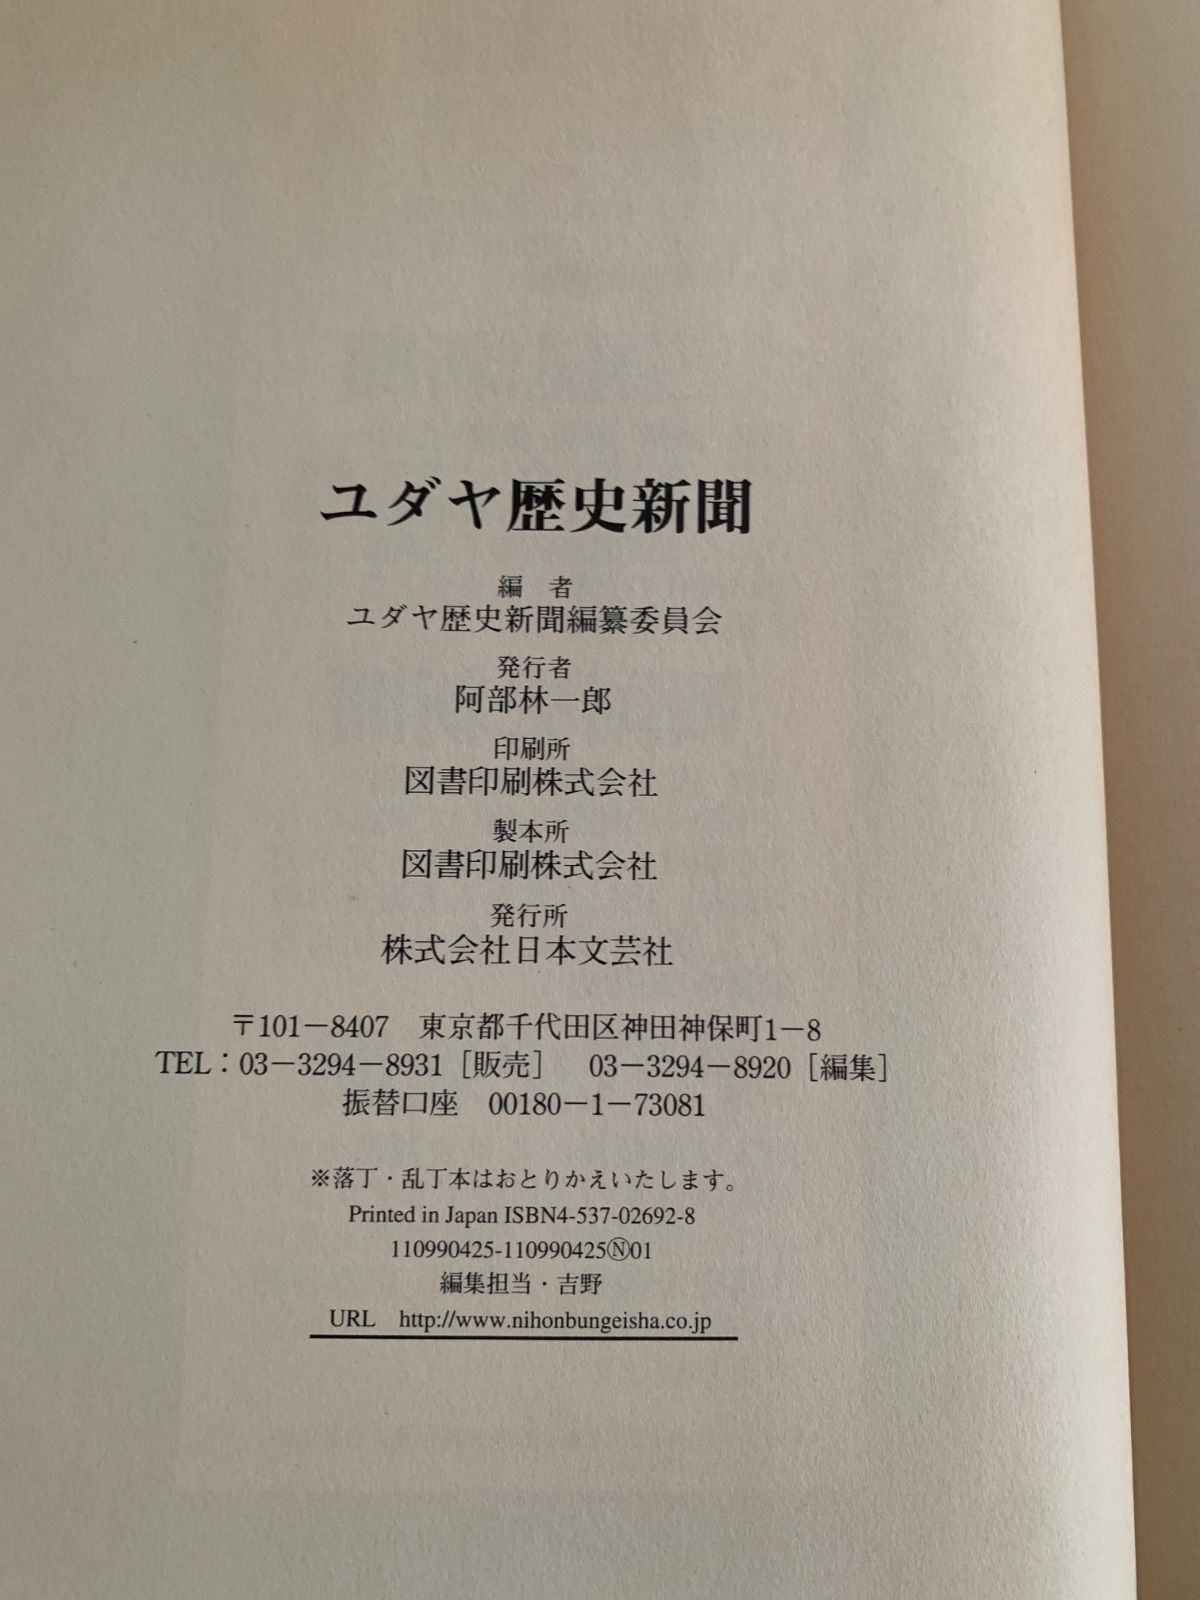 ユダヤ歴史新聞
編　者
ユダヤ歴史新聞編纂委員会
発行者
阿部林一郎
印刷所
図書印刷株式会社
製本所
図書印刷株式会社
発行所
株式会社日本文芸社
〒101－8407　東京都千代田区神田神保町1－8
TEL：03－3294－8931［販売］　03－3294－8920［編集］
振替口座　00180－1－73081
※落丁・乱丁本はおとりかえいたします。
Printed in Japan ISBN4-537-02692-8
110990425-110990425Ⓝ01
編集担当・吉野
URL　http://www.nihonbungeisha.co.jp